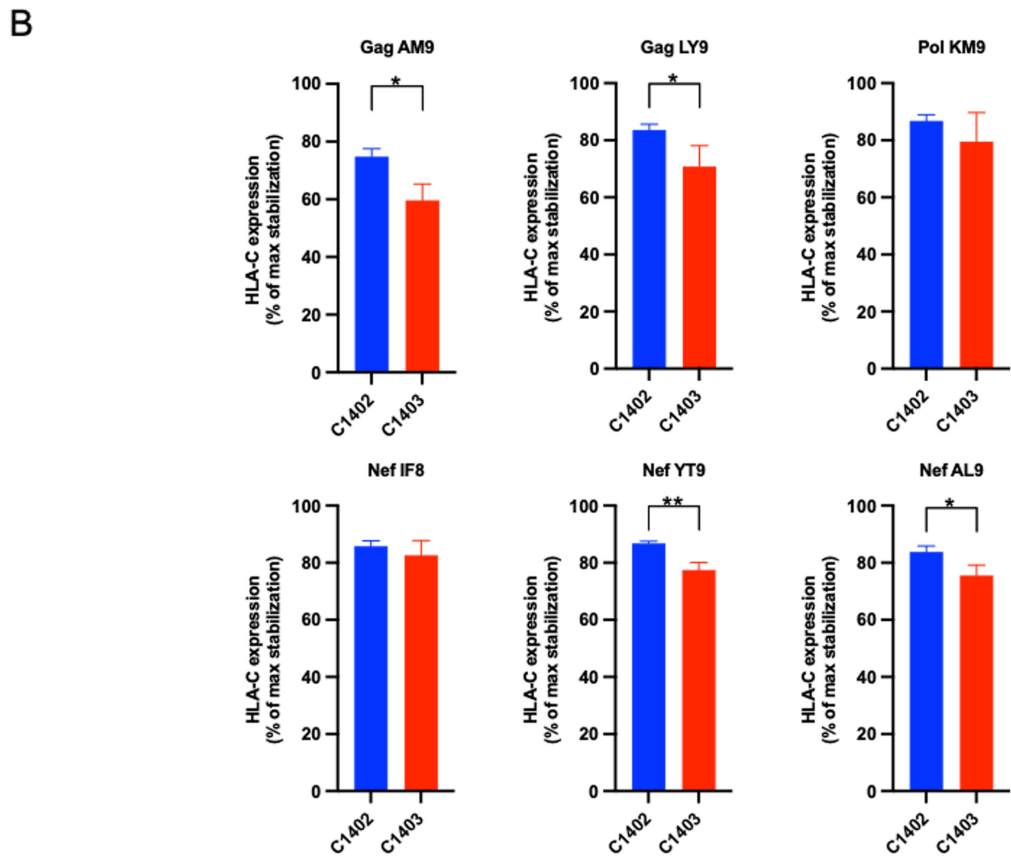 B
Gag AM9
HLA-C expression
(% of max stabilization)
100
80
60
40
20
0
*
C1402
C1403
Gag LY9
HLA-C expression
(% of max stabilization)
100
80
60
40
20
0
*
C1402
C1403
Pol KM9
HLA-C expression
(% of max stabilization)
100
80
60
40
20
0
C1402
C1403
Nef IF8
HLA-C expression
(% of max stabilization)
100
80
60
40
20
0
C1402
C1403
Nef YT9
HLA-C expression
(% of max stabilization)
100
80
60
40
20
0
**
C1402
C1403
Nef AL9
HLA-C expression
(% of max stabilization)
100
80
60
40
20
0
*
C1402
C1403